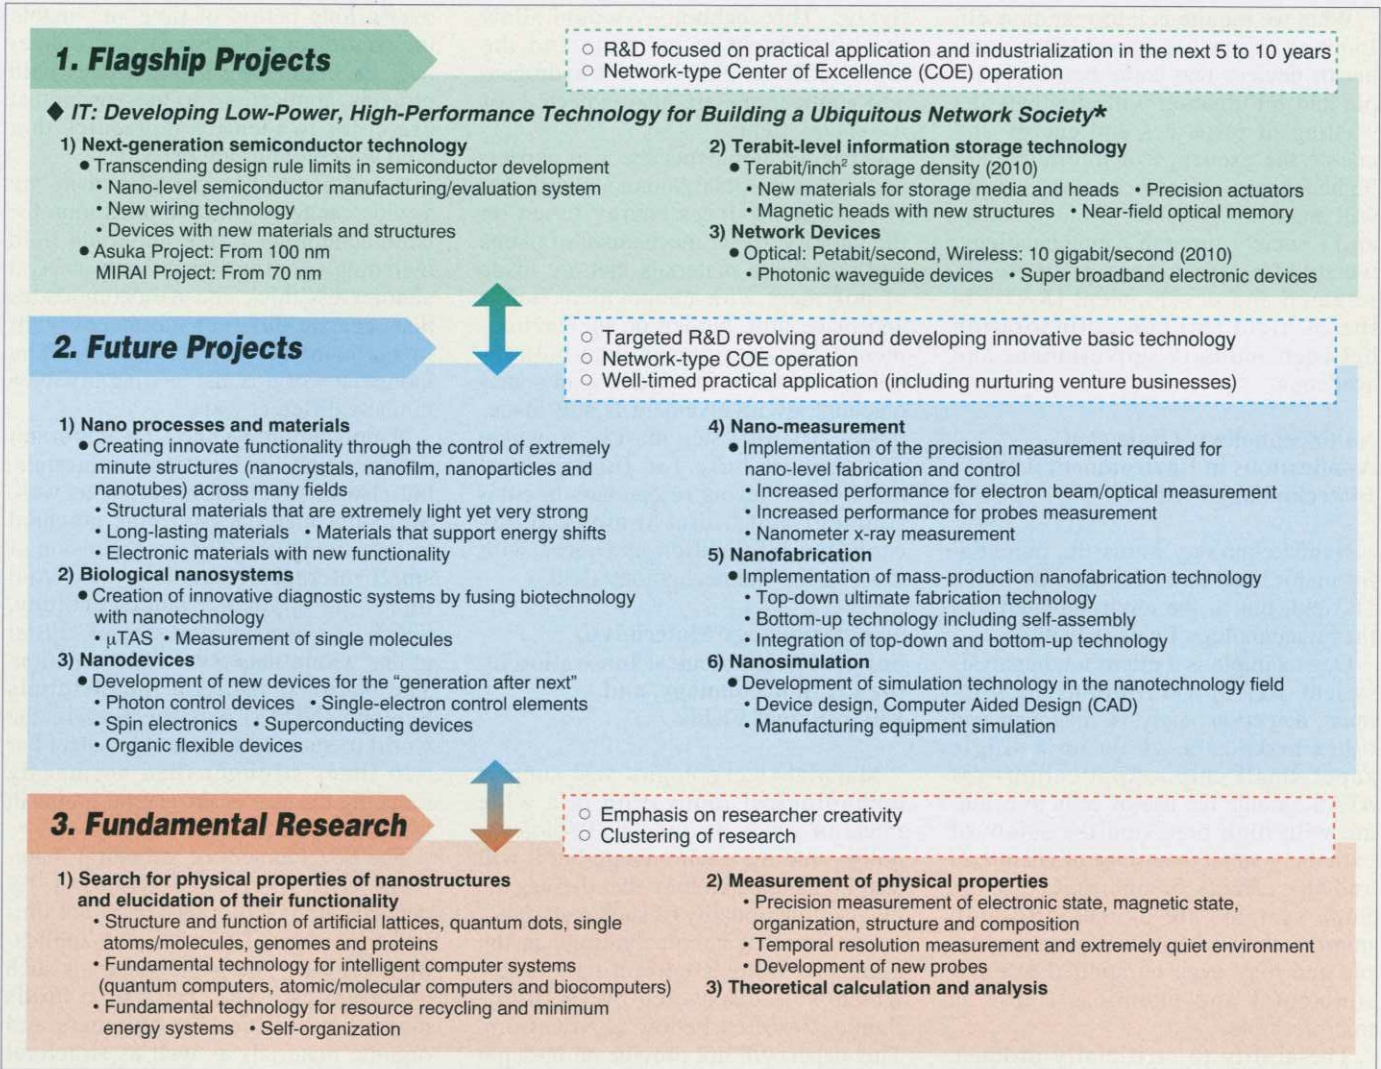 1. Flagship Projects
○ R&D focused on practical application and industrialization in the next 5 to 10 years
○ Network-type Center of Excellence (COE) operation
◆ IT: Developing Low-Power, High-Performance Technology for Building a Ubiquitous Network Society*
1) Next-generation semiconductor technology
● Transcending design rule limits in semiconductor development
• Nano-level semiconductor manufacturing/evaluation system
• New wiring technology
• Devices with new materials and structures
● Asuka Project: From 100 nm
MIRAI Project: From 70 nm
2) Terabit-level information storage technology
● Terabit/inch² storage density (2010)
• New materials for storage media and heads • Precision actuators
• Magnetic heads with new structures • Near-field optical memory
3) Network Devices
● Optical: Petabit/second, Wireless: 10 gigabit/second (2010)
• Photonic waveguide devices • Super broadband electronic devices
2. Future Projects
○ Targeted R&D revolving around developing innovative basic technology
○ Network-type COE operation
○ Well-timed practical application (including nurturing venture businesses)
1) Nano processes and materials
● Creating innovate functionality through the control of extremely
minute structures (nanocrystals, nanofilm, nanoparticles and
nanotubes) across many fields
• Structural materials that are extremely light yet very strong
• Long-lasting materials • Materials that support energy shifts
• Electronic materials with new functionality
2) Biological nanosystems
● Creation of innovative diagnostic systems by fusing biotechnology
with nanotechnology
• µTAS • Measurement of single molecules
3) Nanodevices
● Development of new devices for the “generation after next”
• Photon control devices • Single-electron control elements
• Spin electronics • Superconducting devices
• Organic flexible devices
4) Nano-measurement
● Implementation of the precision measurement required for
nano-level fabrication and control
• Increased performance for electron beam/optical measurement
• Increased performance for probes measurement
• Nanometer x-ray measurement
5) Nanofabrication
● Implementation of mass-production nanofabrication technology
• Top-down ultimate fabrication technology
• Bottom-up technology including self-assembly
• Integration of top-down and bottom-up technology
6) Nanosimulation
● Development of simulation technology in the nanotechnology field
• Device design, Computer Aided Design (CAD)
• Manufacturing equipment simulation
3. Fundamental Research
○ Emphasis on researcher creativity
○ Clustering of research
1) Search for physical properties of nanostructures
and elucidation of their functionality
• Structure and function of artificial lattices, quantum dots, single
atoms/molecules, genomes and proteins
• Fundamental technology for intelligent computer systems
(quantum computers, atomic/molecular computers and biocomputers)
• Fundamental technology for resource recycling and minimum
energy systems • Self-organization
2) Measurement of physical properties
• Precision measurement of electronic state, magnetic state,
organization, structure and composition
• Temporal resolution measurement and extremely quiet environment
• Development of new probes
3) Theoretical calculation and analysis